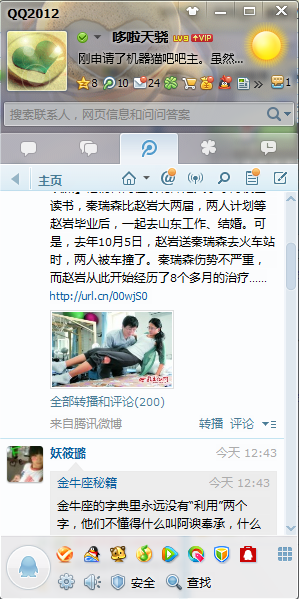 QQ2012
哆啦天骁 LV9 VIP
刚申请了机器猫吧吧主。虽然...
8 10 24 1
搜索联系人，网页信息和问问答案
主页
读书，秦瑞森比赵岩大两届，两人计划等
赵岩毕业后，一起去山东工作、结婚。可
是，去年10月5日，赵岩送秦瑞森去火车站
时，两人被车撞了。秦瑞森伤势不严重，
而赵岩从此开始经历了8个多月的治疗......
http://url.cn/00wjS0
全部转播和评论(200)
来自腾讯微博 转播 评论
妖筱璐 今天 12:43
金牛座秘籍 今天 12:43
金牛座的字典里永远没有“利用”两个
字，他们不懂得什么叫阿谀奉承，什么
安全 查找